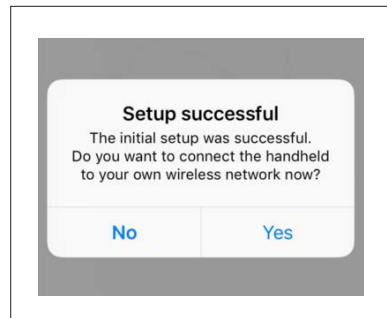 Setup successful
The initial setup was successful.
Do you want to connect the handheld
to your own wireless network now?
No
Yes